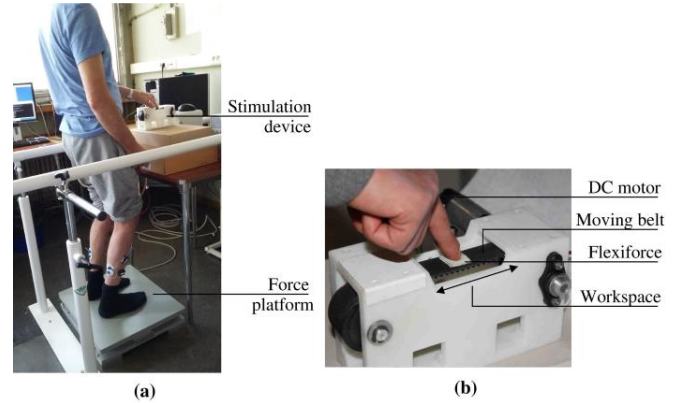 Stimulation
device
Force
platform
(a)
DC motor
Moving belt
Flexiforce
Workspace
(b)